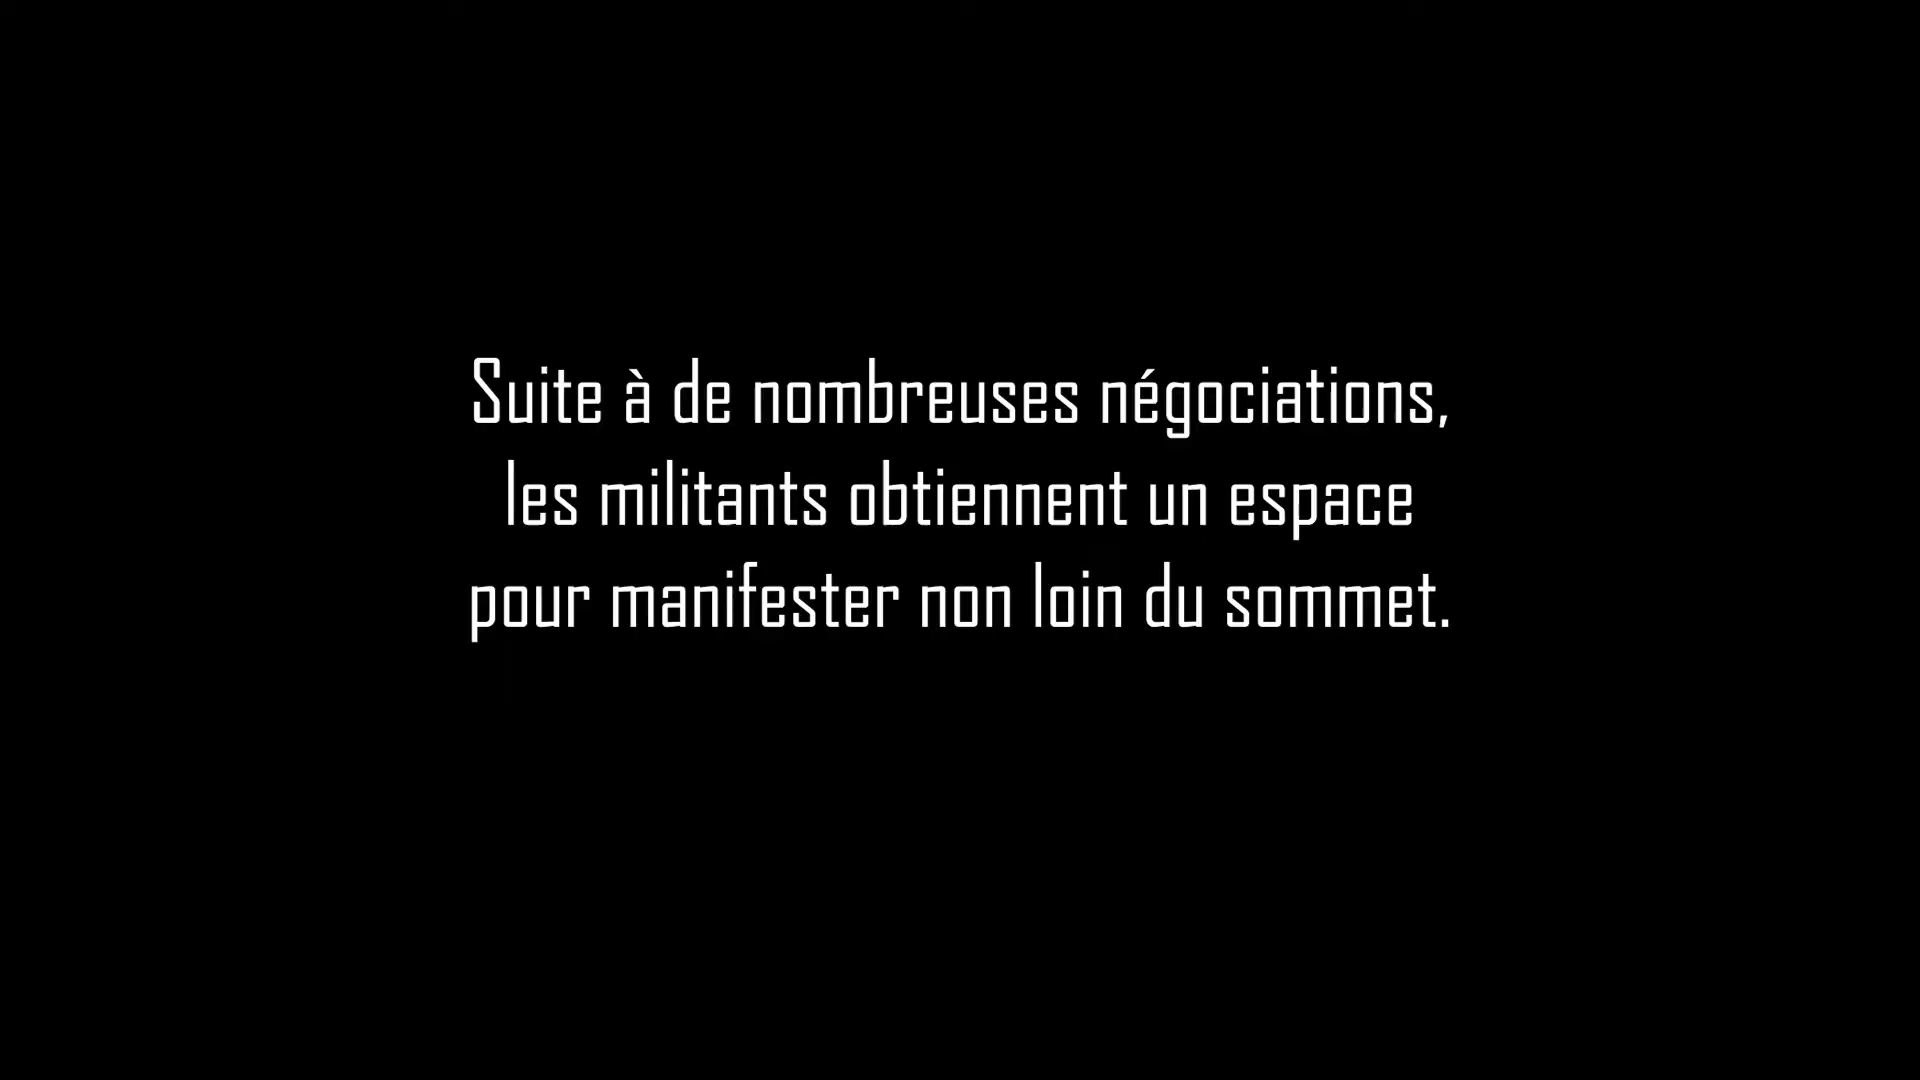 Suite à de nombreuses négociations,
les militants obtiennent un espace
pour manifester non loin du sommet.